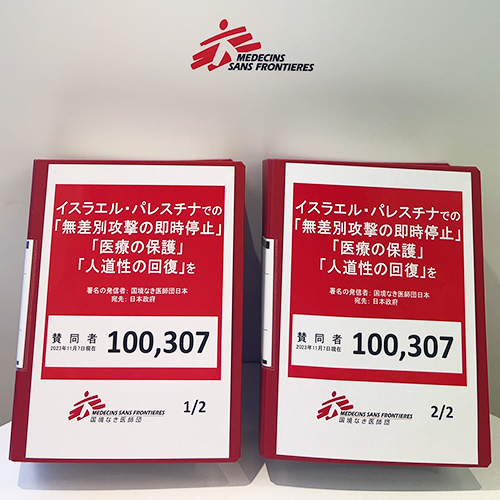 MEDECINS
SANS FRONTIERES
イスラエル・パレスチナでの
「無差別攻撃の即時停止」
「医療の保護」
「人道性の回復」を
署名の発信者: 国境なき医師団日本
宛先: 日本政府
賛同者
2023年11月7日現在
100,307
MEDECINS SANS FRONTIERES
国境なき医師団
1/2
イスラエル・パレスチナでの
「無差別攻撃の即時停止」
「医療の保護」
「人道性の回復」を
署名の発信者: 国境なき医師団日本
宛先: 日本政府
賛同者
2023年11月7日現在
100,307
MEDECINS SANS FRONTIERES
国境なき医師団
2/2